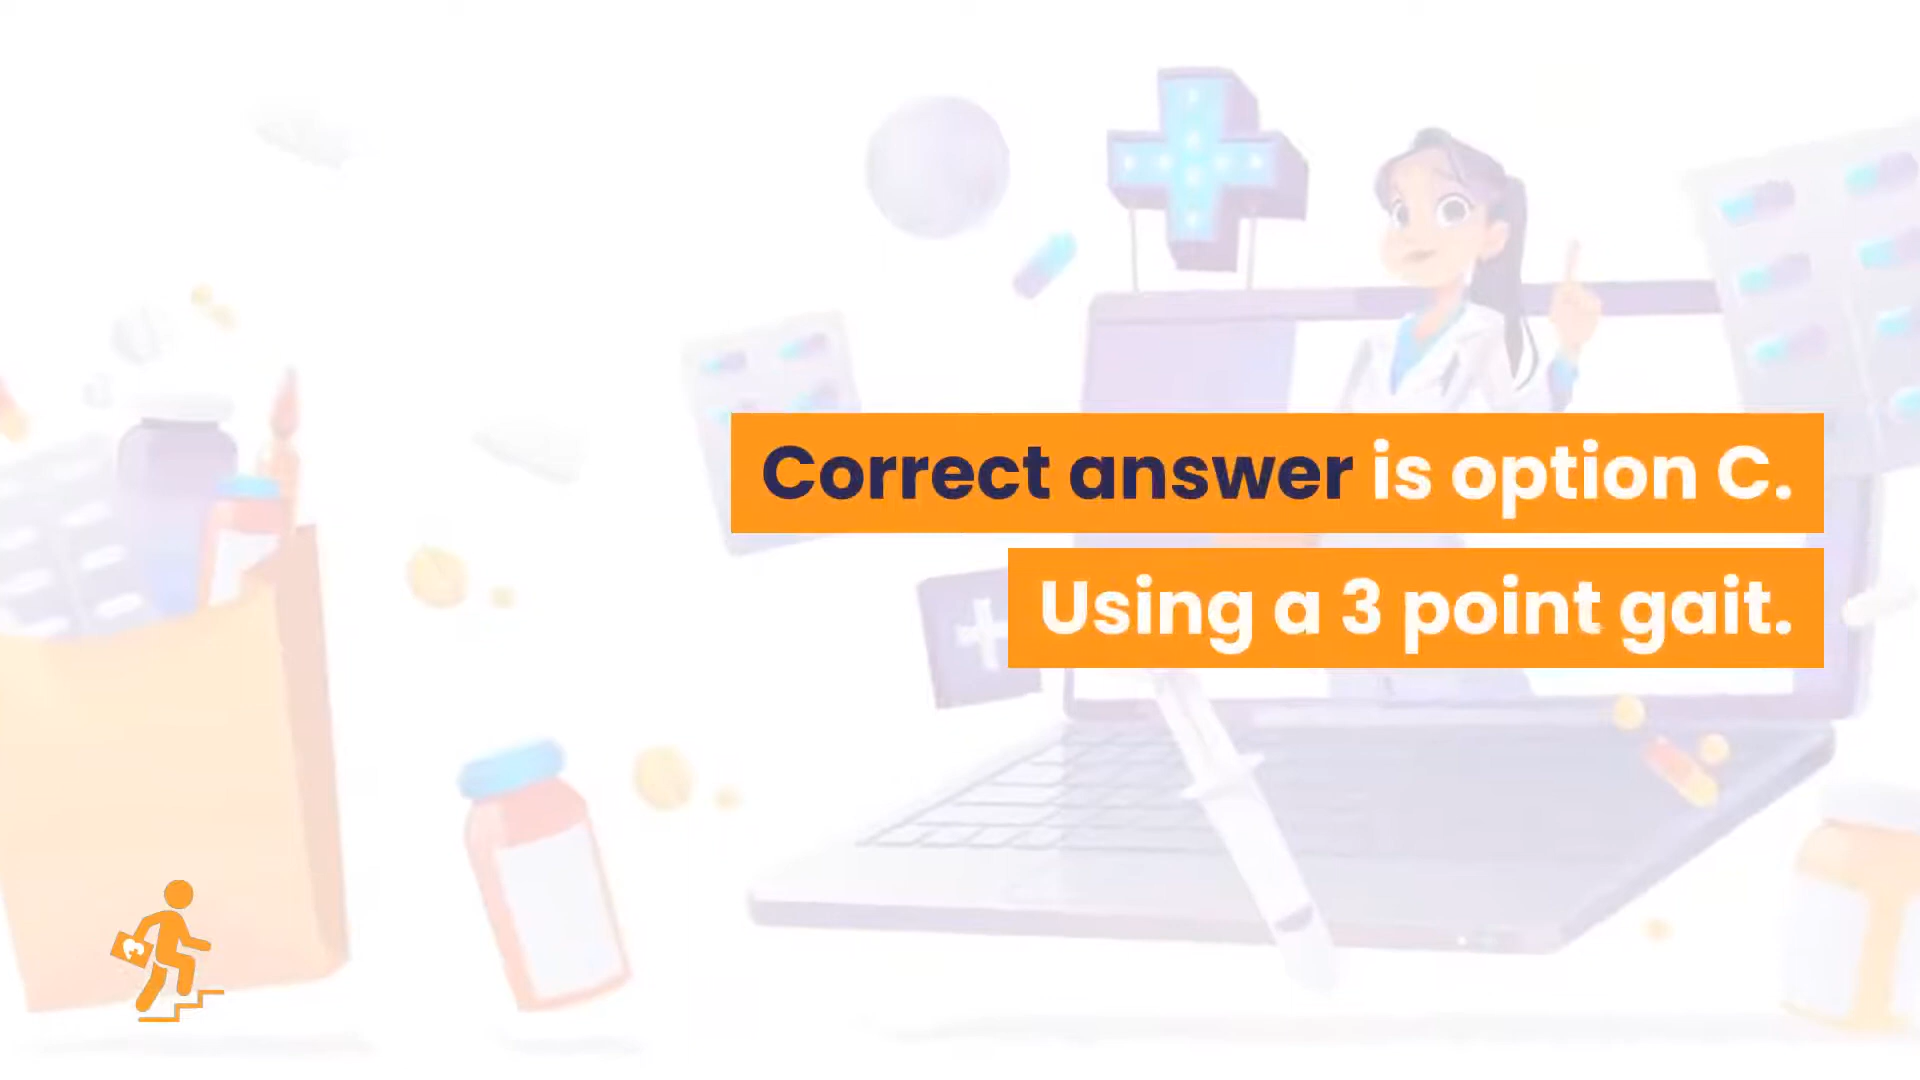 Correct answer is option C.
Using a 3 point gait.